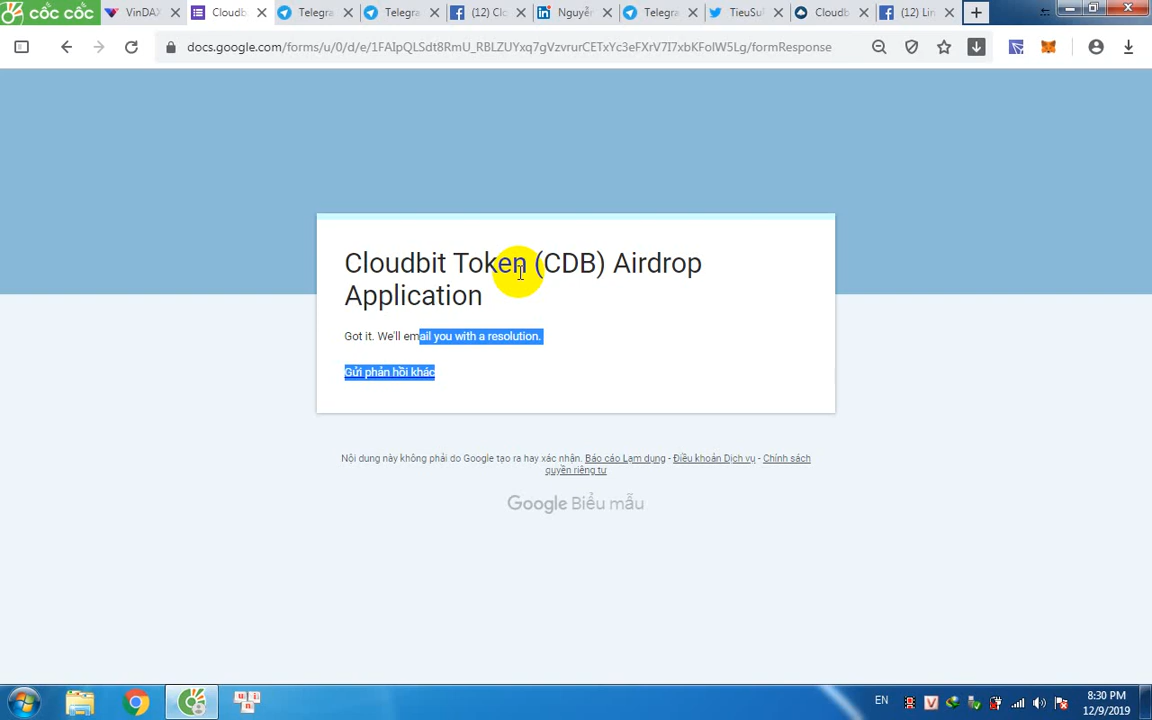 cốc cốc
VinDAX
Cloudb
Telegra
Telegra
(12) Clo
Nguyễn
Telegra
TieuSu
Cloudb
(12) Lin
docs.google.com/forms/u/0/d/e/1FAIpQLSdt8RmU_RBLZUYxq7gVzvrurCETxYc3eFXrV7I7xbKFolW5Lg/formResponse
Cloudbit Token (CDB) Airdrop
Application
Got it. We'll email you with a resolution.
Gửi phản hồi khác
Nội dung này không phải do Google tạo ra hay xác nhận. Báo cáo Lạm dụng - Điều khoản Dịch vụ - Chính sách
quyền riêng tư
Google Biểu mẫu
EN
8:30 PM
12/9/2019